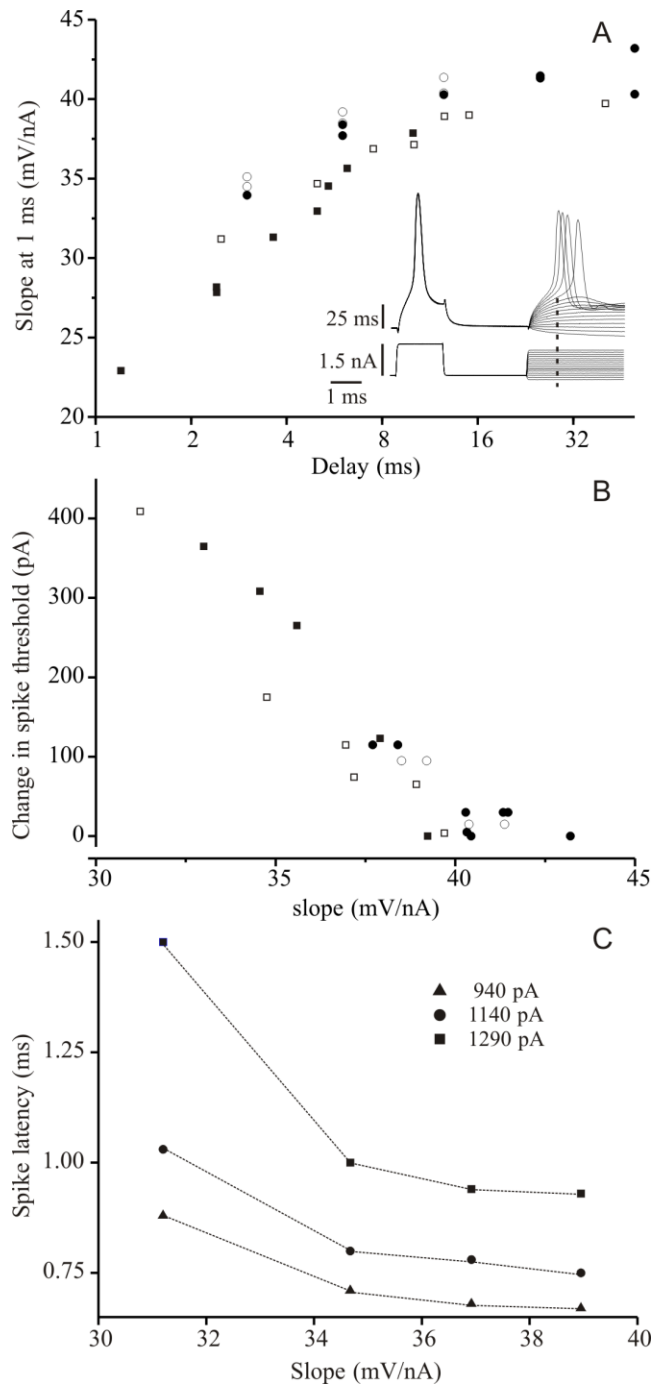 A
45
40
35
30
25
20
Slope at 1 ms (mV/nA)
25 ms
1.5 nA
1 ms
1 2 4 8 16 32
Delay (ms)
B
400
300
200
100
0
Change in spike threshold (pA)
30 35 40 45
slope (mV/nA)
C
1.50
1.25
1.00
0.75
Spike latency (ms)
940 pA
1140 pA
1290 pA
30 32 34 36 38 40
Slope (mV/nA)